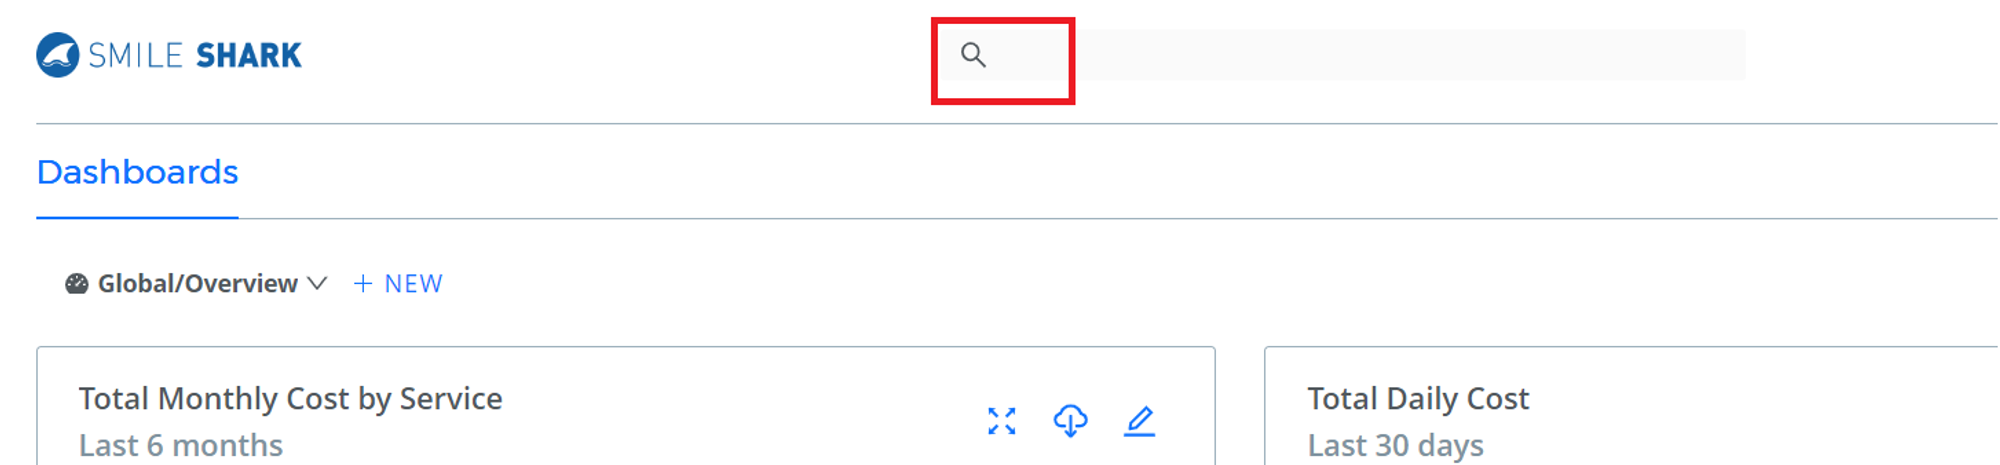 SMILE SHARK
Dashboards
Global/Overview + NEW
Total Monthly Cost by Service
Last 6 months
Total Daily Cost
Last 30 days